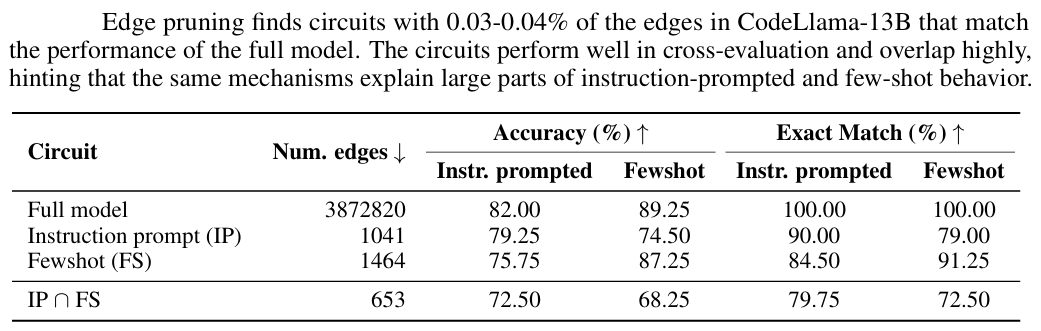 Edge pruning finds circuits with 0.03-0.04% of the edges in CodeLlama-13B that match
the performance of the full model. The circuits perform well in cross-evaluation and overlap highly,
hinting that the same mechanisms explain large parts of instruction-prompted and few-shot behavior.
Circuit Num. edges ↓ Accuracy (%) ↑ Exact Match (%) ↑
Instr. prompted Fewshot Instr. prompted Fewshot
Full model 3872820 82.00 89.25 100.00 100.00
Instruction prompt (IP) 1041 79.25 74.50 90.00 79.00
Fewshot (FS) 1464 75.75 87.25 84.50 91.25
IP ∩ FS 653 72.50 68.25 79.75 72.50